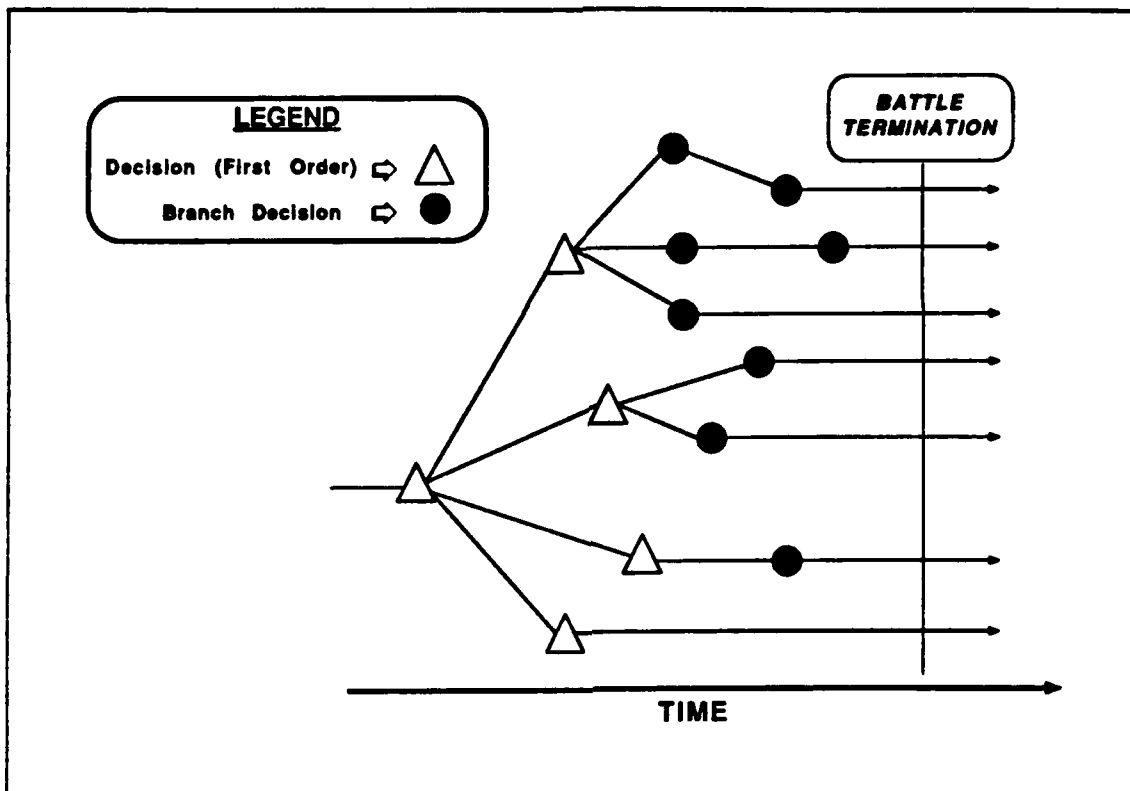 LEGEND
Decision (First Order) ⇨ △
Branch Decision ⇨ ●
BATTLE
TERMINATION
TIME